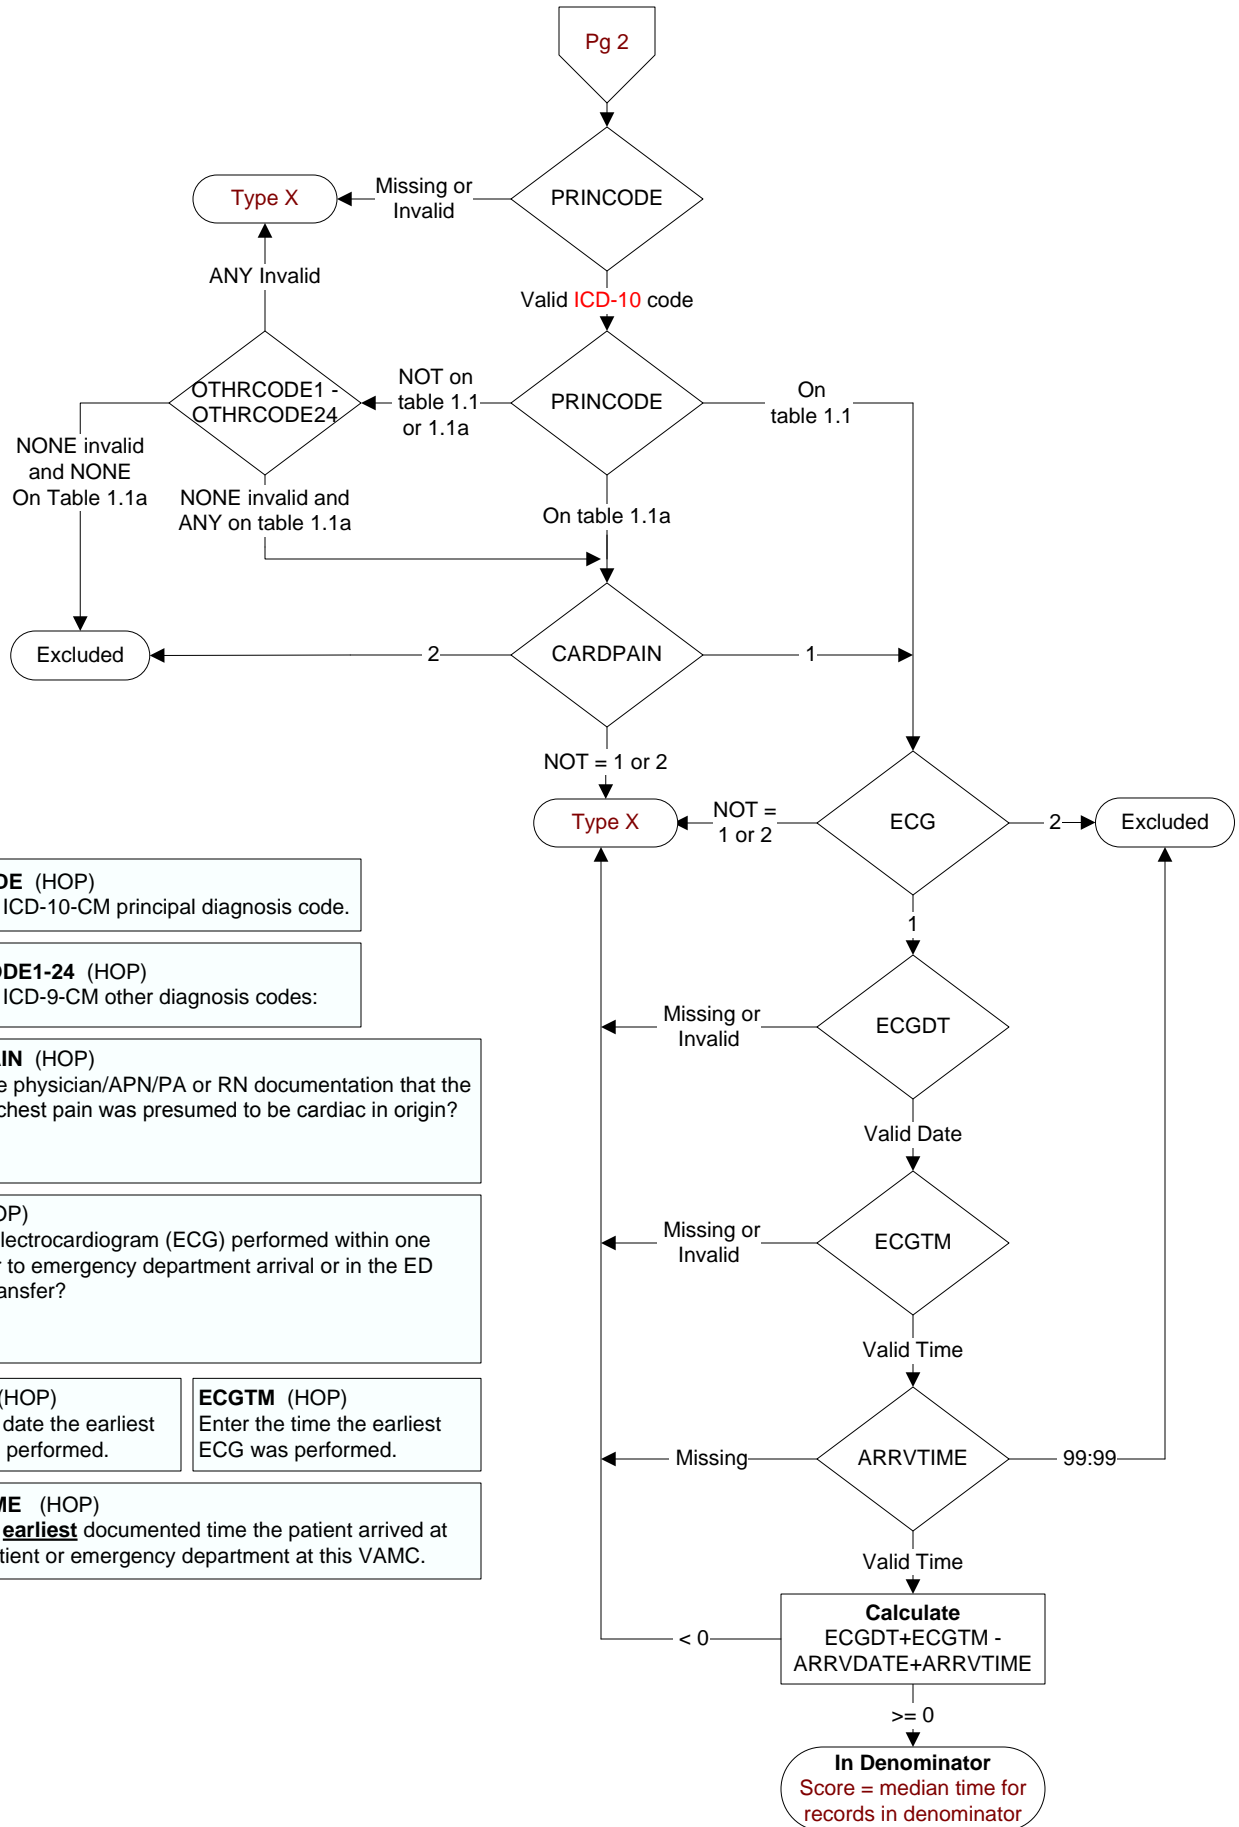 Pg 2
PRINCODE
Missing or
Invalid
Type X
ANY Invalid
Valid ICD-10 code
OTHRCODE1 -
OTHRCODE24
NOT on
table 1.1
or 1.1a
PRINCODE
On
table 1.1
NONE invalid
and NONE
On Table 1.1a
NONE invalid and
ANY on table 1.1a
On table 1.1a
Excluded
2
CARDPAIN
1
NOT = 1 or 2
Type X
NOT =
1 or 2
ECG
2
Excluded
1
DE (HOP)
ICD-10-CM principal diagnosis code.
ODE1-24 (HOP)
ICD-9-CM other diagnosis codes:
AIN (HOP)
e physician/APN/PA or RN documentation that the
chest pain was presumed to be cardiac in origin?
OP)
lectrocardiogram (ECG) performed within one
r to emergency department arrival or in the ED
ansfer?
(HOP)
date the earliest
performed.
ECGTM (HOP)
Enter the time the earliest
ECG was performed.
ME (HOP)
earliest documented time the patient arrived at
tient or emergency department at this VAMC.
Missing or
Invalid
ECGDT
Valid Date
Missing or
Invalid
ECGTM
Valid Time
Missing
ARRVTIME
99:99
Valid Time
Calculate
ECGDT+ECGTM -
ARRVDATE+ARRVTIME
< 0
>= 0
In Denominator
Score = median time for
records in denominator